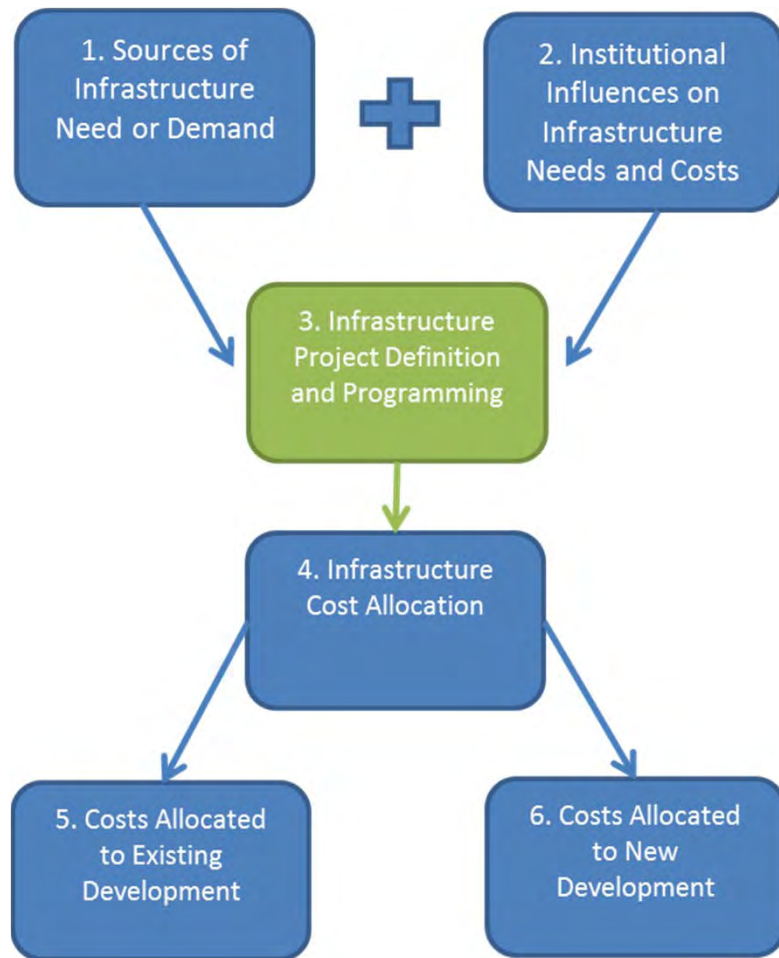 1. Sources of
Infrastructure
Need or Demand
2. Institutional
Influences on
Infrastructure
Needs and Costs
3. Infrastructure
Project Definition
and Programming
4. Infrastructure
Cost Allocation
5. Costs Allocated
to Existing
Development
6. Costs Allocated
to New
Development